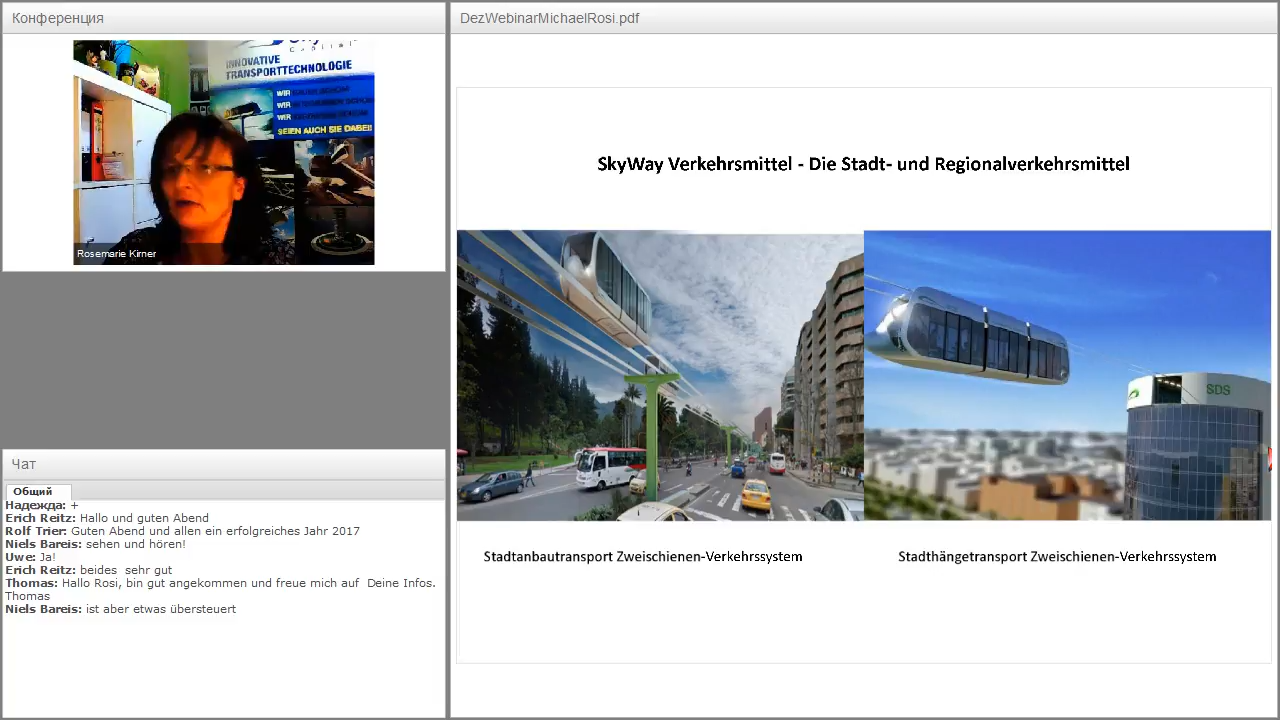 Конференция
INNOVATIVE
TRANSPORTTECHNOLOGIE
WIR
WIR
WIR
SEIEN AUCH SIE DABEI!
Rosemarie Kirner
Чат
Общий
Надежда: +
Erich Reitz: Hallo und guten Abend
Rolf Trier: Guten Abend und allen ein erfolgreiches Jahr 2017
Niels Bareis: sehen und hören!
Uwe: Ja!
Erich Reitz: beides sehr gut
Thomas: Hallo Rosi, bin gut angekommen und freue mich auf Deine Infos.
Thomas
Niels Bareis: ist aber etwas übersteuert
DezWebinarMichaelRosi.pdf
SkyWay Verkehrsmittel - Die Stadt- und Regionalverkehrsmittel
SDS
Stadtanbautransport Zweischienen-Verkehrssystem
Stadthängetransport Zweischienen-Verkehrssystem